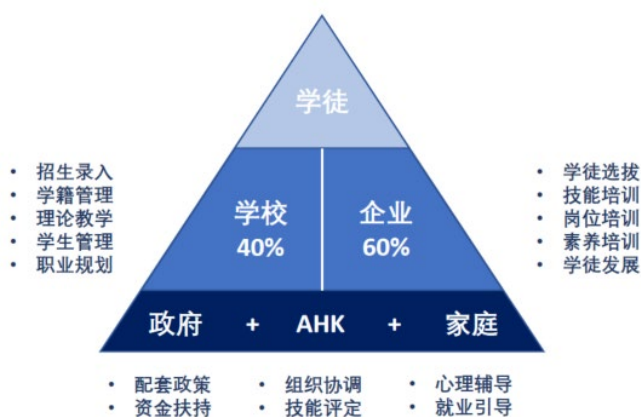 学徒
• 招生录入
• 学籍管理
• 理论教学
• 学生管理
• 职业规划
学校
40%
企业
60%
• 学徒选拔
• 技能培训
• 岗位培训
• 素养培训
• 学徒发展
政府 + AHK + 家庭
• 配套政策
• 资金扶持
• 组织协调
• 技能评定
• 心理辅导
• 就业引导